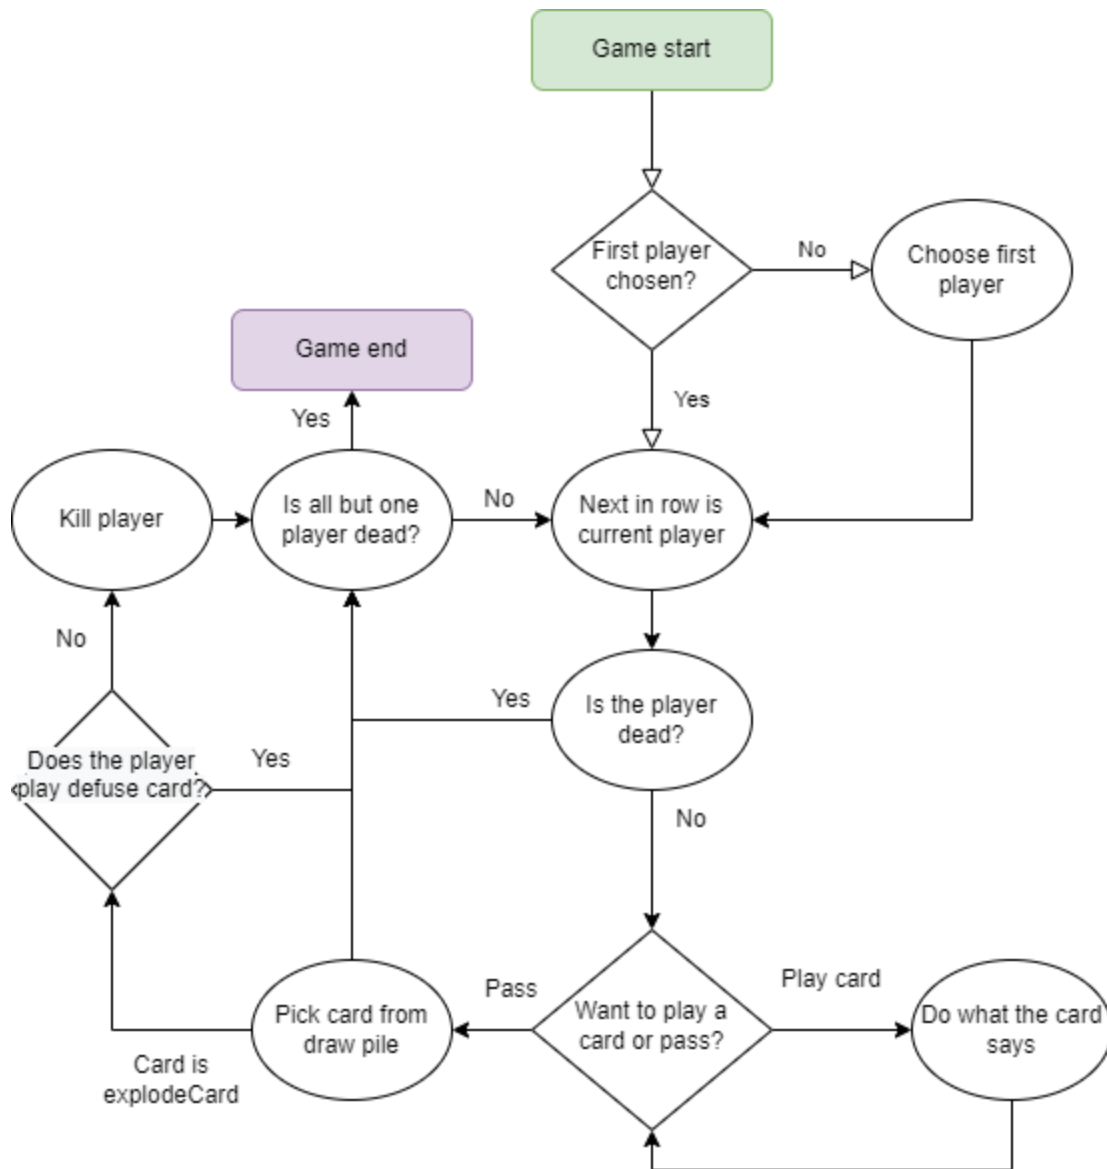 Game start
First player
chosen?
No
Choose first
player
Game end
Yes
Yes
Kill player
Is all but one
player dead?
No
Next in row is
current player
No
Yes
Is the player
dead?
Does the player
play defuse card?
Yes
No
Pass
Play card
Pick card from
draw pile
Want to play a
card or pass?
Do what the card
says
Card is
explodeCard